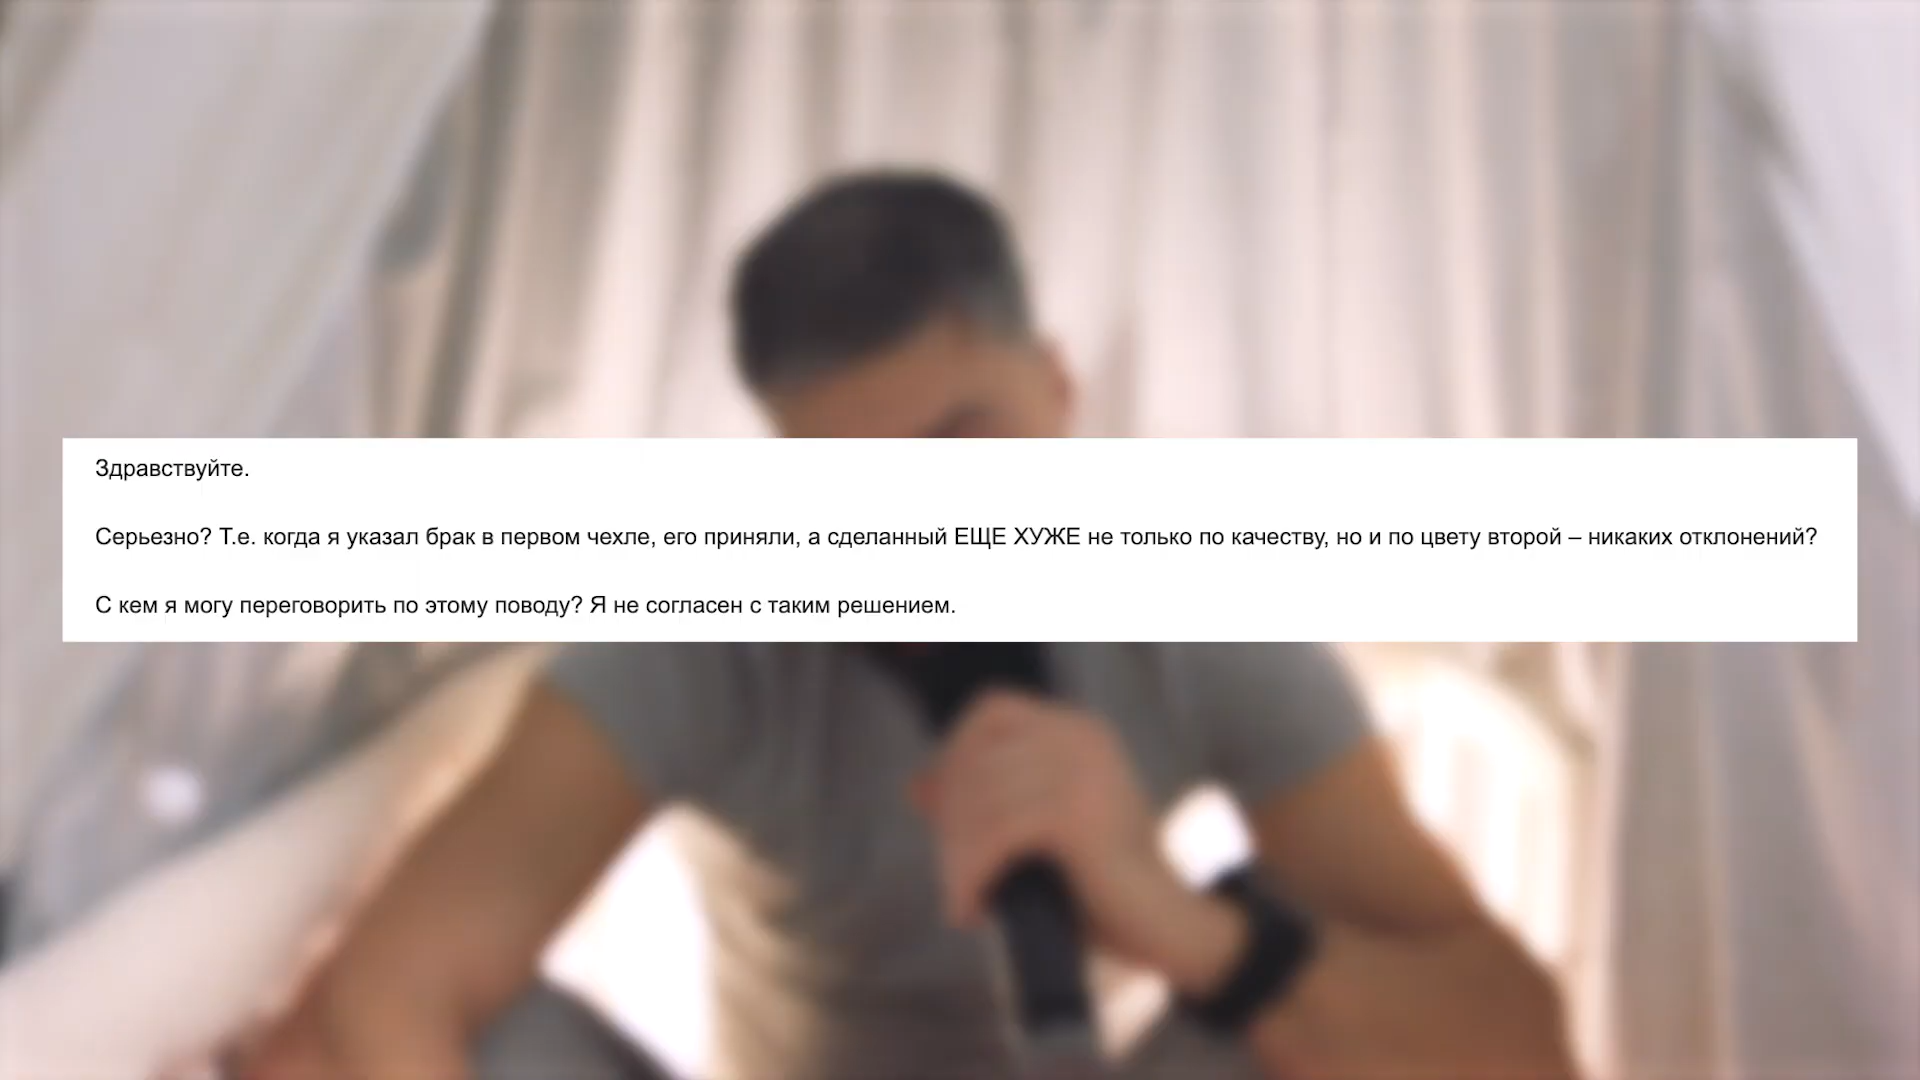 Здравствуйте.
Серьезно? Т.е. когда я указал брак в первом чехле, его приняли, а сделанный ЕЩЕ ХУЖЕ не только по качеству, но и по цвету второй – никаких отклонений?
С кем я могу переговорить по этому поводу? Я не согласен с таким решением.